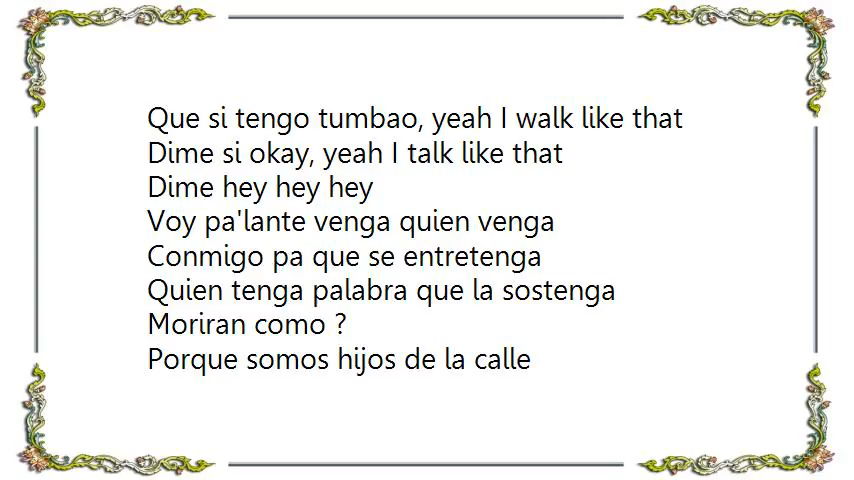 Que si tengo tumbao, yeah I walk like that
Dime si okay, yeah I talk like that
Dime hey hey hey
Voy pa'lante venga quien venga
Conmigo pa que se entretenga
Quien tenga palabra que la sostenga
Moriran como ?
Porque somos hijos de la calle